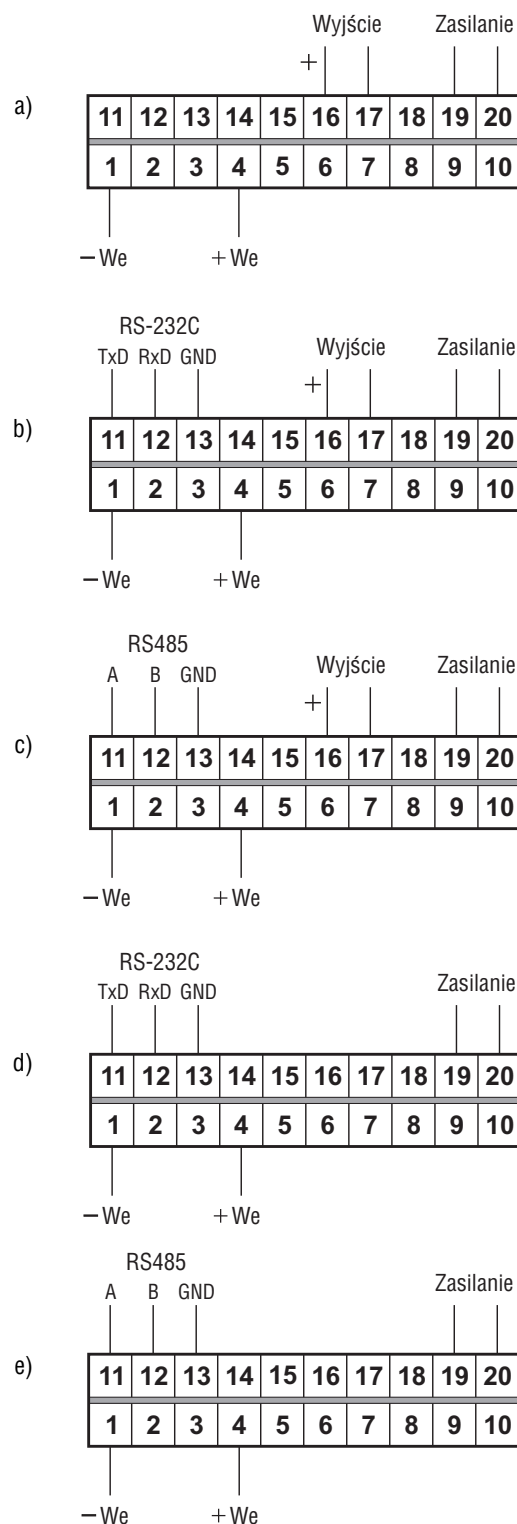 Wyjście Zasilanie
+
a)
11 12 13 14 15 16 17 18 19 20
1 2 3 4 5 6 7 8 9 10
– We + We
RS-232C
TxD RxD GND Wyjście Zasilanie
+
b)
11 12 13 14 15 16 17 18 19 20
1 2 3 4 5 6 7 8 9 10
– We + We
RS485
A B GND Wyjście Zasilanie
+
c)
11 12 13 14 15 16 17 18 19 20
1 2 3 4 5 6 7 8 9 10
– We + We
RS-232C
TxD RxD GND Zasilanie
d)
11 12 13 14 15 16 17 18 19 20
1 2 3 4 5 6 7 8 9 10
– We + We
RS485
A B GND Zasilanie
e)
11 12 13 14 15 16 17 18 19 20
1 2 3 4 5 6 7 8 9 10
– We + We